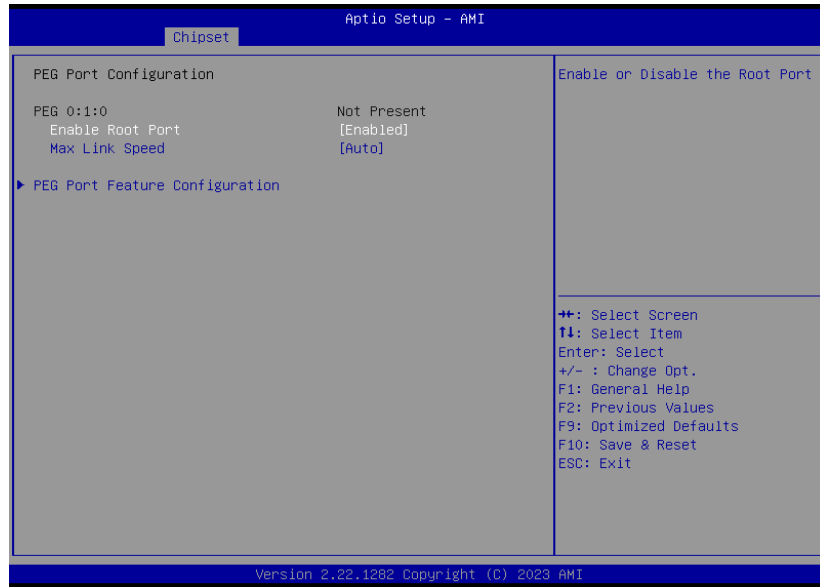 Aptio Setup – AMI
Chipset
PEG Port Configuration
PEG 0:1:0 Not Present
Enable Root Port [Enabled]
Max Link Speed [Auto]
▶ PEG Port Feature Configuration
Enable or Disable the Root Port
→←: Select Screen
↑↓: Select Item
Enter: Select
+/- : Change Opt.
F1: General Help
F2: Previous Values
F9: Optimized Defaults
F10: Save & Reset
ESC: Exit
Version 2.22.1282 Copyright (C) 2023 AMI